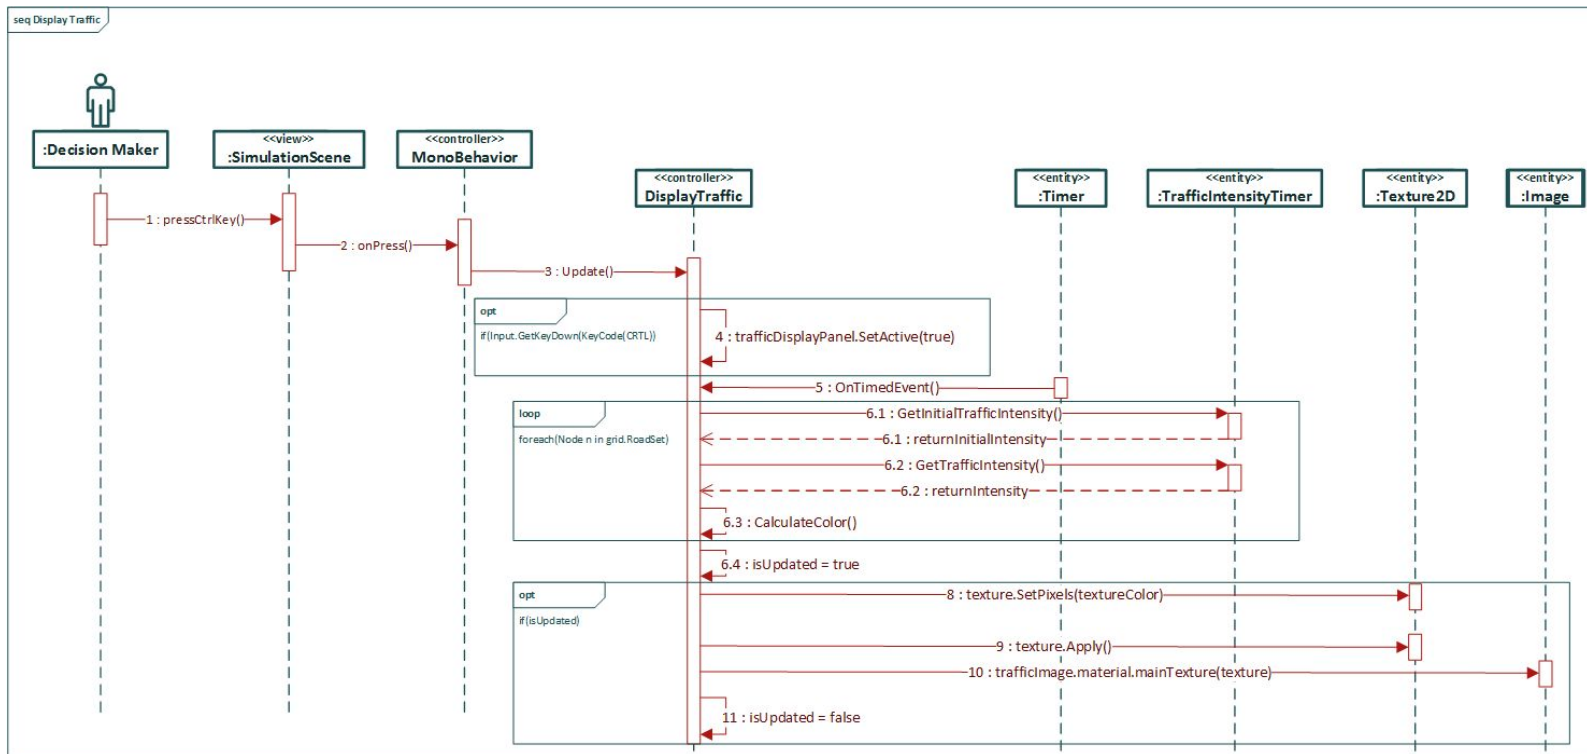 seq Display Traffic
:Decision Maker
<<view>>
:SimulationScene
<<controller>>
MonoBehavior
<<controller>>
DisplayTraffic
<<entity>>
:Timer
<<entity>>
:TrafficIntensityTimer
<<entity>>
:Texture2D
<<entity>>
:Image
1 : pressCtrlKey()
2 : onPress()
3 : Update()
opt
if(Input.GetKeyDown(KeyCode(CRTL))
4 : trafficDisplayPanel.SetActive(true)
5 : OnTimedEvent()
loop
foreach(Node n in grid.RoadSet)
6.1 : GetInitialTrafficIntensity()
6.1 : returnInitialIntensity
6.2 : GetTrafficIntensity()
6.2 : returnIntensity
6.3 : CalculateColor()
6.4 : isUpdated = true
opt
if(isUpdated)
8 : texture.SetPixels(textureColor)
9 : texture.Apply()
10 : trafficImage.material.mainTexture(texture)
11 : isUpdated = false